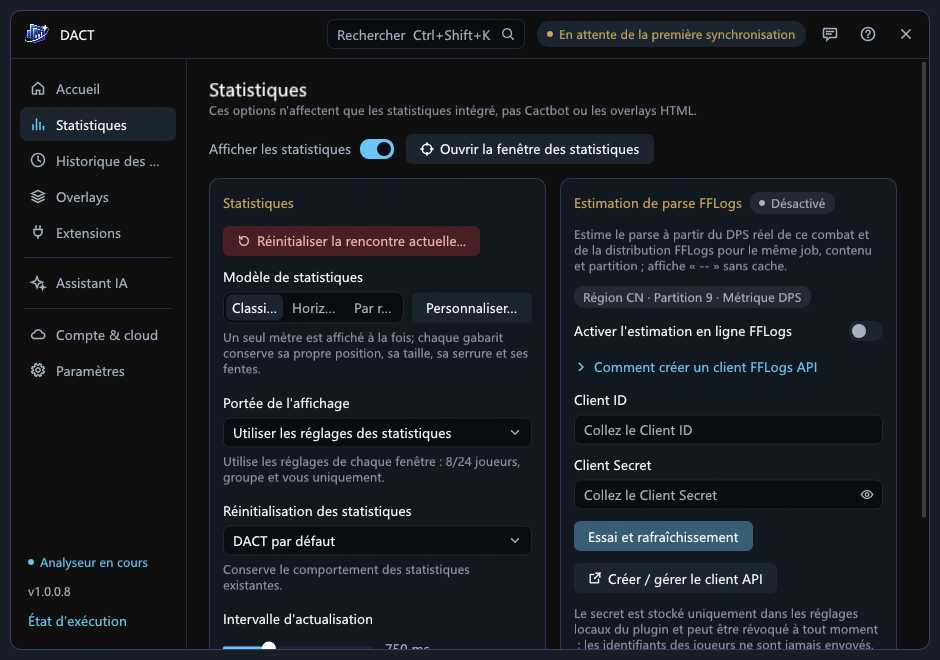 DACT
Rechercher Ctrl+Shift+K
En attente de la première synchronisation
Accueil
Statistiques
Historique des ...
Overlays
Extensions
Assistant IA
Compte & cloud
Paramètres
Analyseur en cours
v1.0.0.8
État d'exécution
Statistiques
Ces options n'affectent que les statistiques intégré, pas Cactbot ou les overlays HTML.
Afficher les statistiques
Ouvrir la fenêtre des statistiques
Statistiques
Réinitialiser la rencontre actuelle...
Modèle de statistiques
Classi... Horiz... Par r... Personnaliser...
Un seul mètre est affiché à la fois; chaque gabarit
conserve sa propre position, sa taille, sa serrure et ses
fentes.
Portée de l'affichage
Utiliser les réglages des statistiques
Utilise les réglages de chaque fenêtre : 8/24 joueurs,
groupe et vous uniquement.
Réinitialisation des statistiques
DACT par défaut
Conserve le comportement des statistiques
existantes.
Intervalle d'actualisation
750 ms
Estimation de parse FFLogs
Désactivé
Estime le parse à partir du DPS réel de ce combat et
de la distribution FFLogs pour le même job, contenu
et partition ; affiche « -- » sans cache.
Région CN · Partition 9 · Métrique DPS
Activer l'estimation en ligne FFLogs
Comment créer un client FFLogs API
Client ID
Collez le Client ID
Client Secret
Collez le Client Secret
Essai et rafraîchissement
Créer / gérer le client API
Le secret est stocké uniquement dans les réglages
locaux du plugin et peut être révoqué à tout moment
; les identifiants des joueurs ne sont jamais envoyés.